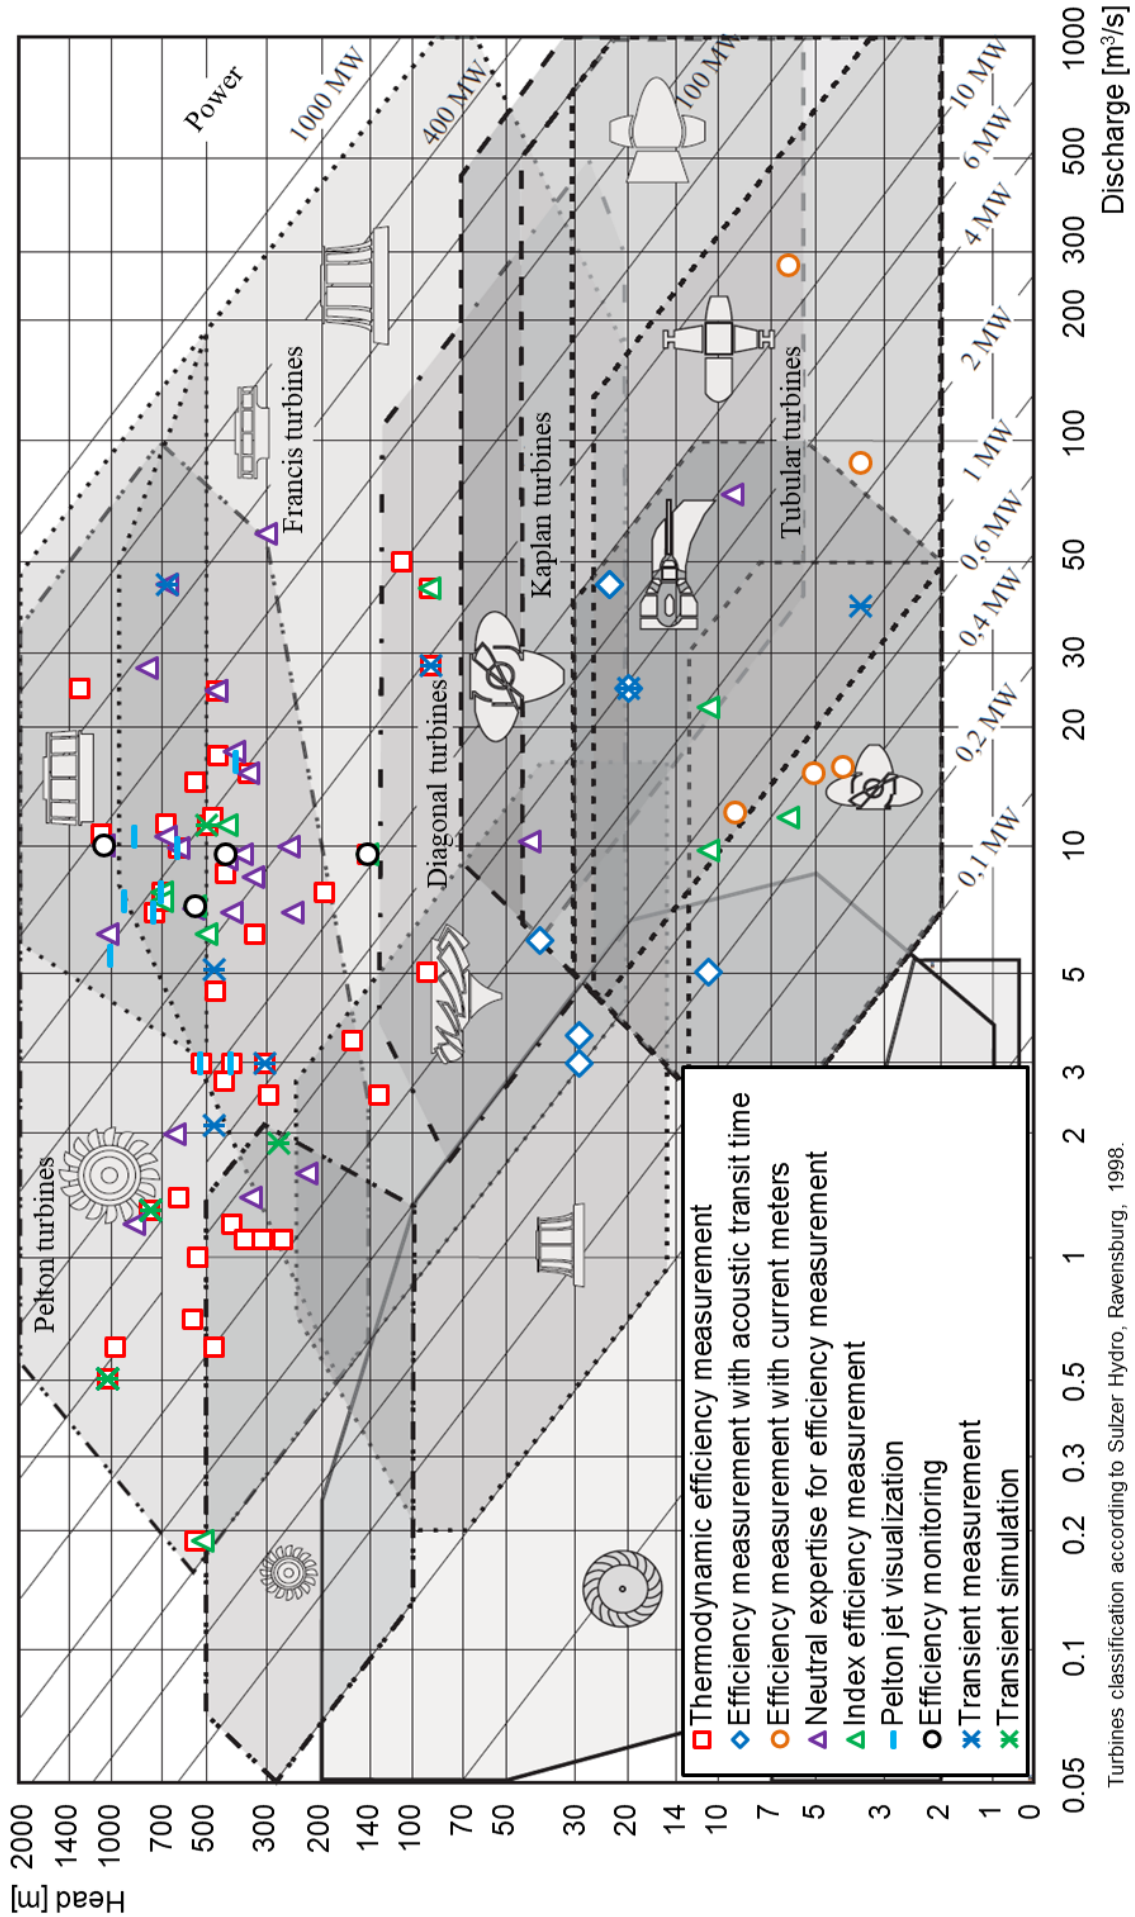 Head [m]
2000
1400
1000
700
500
300
200
140
100
70
50
30
20
14
10
7
5
3
2
1
0
Power
1000 MW
400 MW
100 MW
10 MW
6 MW
4 MW
2 MW
1 MW
0,6 MW
0,4 MW
0,2 MW
0,1 MW
Pelton turbines
Francis turbines
Diagonal turbines
Kaplan turbines
Tubular turbines
Thermodynamic efficiency measurement
Efficiency measurement with acoustic transit time
Efficiency measurement with current meters
Neutral expertise for efficiency measurement
Index efficiency measurement
Pelton jet visualization
Efficiency monitoring
Transient measurement
Transient simulation
0.05
0.1
0.2
0.3
0.5
1
2
3
5
10
20
30
50
100
200
300
500
1000
Discharge [m³/s]
Turbines classification according to Sulzer Hydro, Ravensburg, 1998.